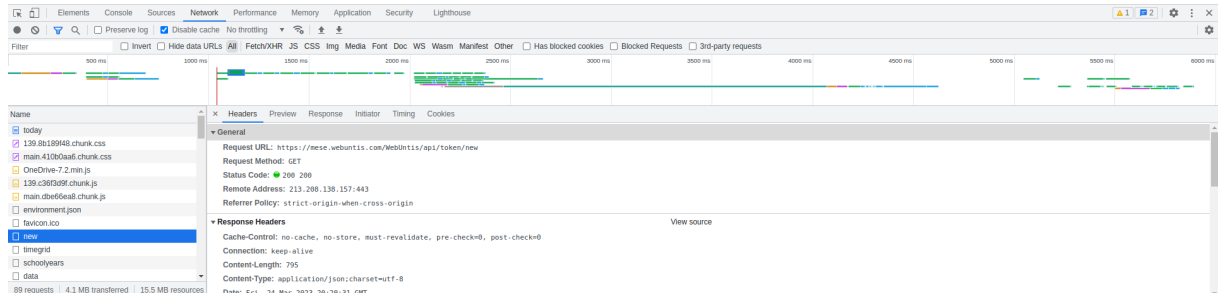 Elements Console Sources Network Performance Memory Application Security Lighthouse 1 2
Preserve log Disable cache No throttling
Filter Invert Hide data URLs All Fetch/XHR JS CSS Img Media Font Doc WS Wasm Manifest Other Has blocked cookies Blocked Requests 3rd-party requests
500 ms 1000 ms 1500 ms 2000 ms 2500 ms 3000 ms 3500 ms 4000 ms 4500 ms 5000 ms 5500 ms 6000 ms
Name
today
139.8b189f48.chunk.css
main.410b0aa6.chunk.css
OneDrive-7.2.min.js
139.c36f3d9f.chunk.js
main.dbe66ea8.chunk.js
environment.json
favicon.ico
new
timegrid
schoolyears
data
89 requests 4.1 MB transferred 15.5 MB resources
× Headers Preview Response Initiator Timing Cookies
General
Request URL: https://mese.webuntis.com/WebUntis/api/token/new
Request Method: GET
Status Code: 200 200
Remote Address: 213.208.138.157:443
Referrer Policy: strict-origin-when-cross-origin
Response Headers View source
Cache-Control: no-cache, no-store, must-revalidate, pre-check=0, post-check=0
Connection: keep-alive
Content-Length: 795
Content-Type: application/json;charset=utf-8
Date: Fri, 24 Mar 2023 20:20:31 GMT